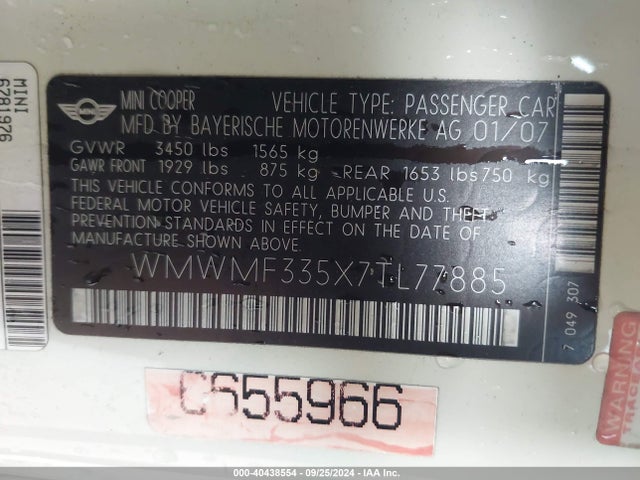 MINI COOPER
VEHICLE TYPE: PASSENGER CAR
MFD BY BAYERISCHE MOTORENWERKE AG 01/07
GVWR 3450 lbs 1565 kg
GAWR FRONT 1929 lbs 875 kg REAR 1653 lbs 750 kg
THIS VEHICLE CONFORMS TO ALL APPLICABLE U.S.
FEDERAL MOTOR VEHICLE SAFETY, BUMPER AND THEFT
PREVENTION STANDARDS IN EFFECT ON THE DATE OF
MANUFACTURE SHOWN ABOVE.
WMWMF335X7TL77885
7 049 307
MINI
6781976
C655966
WARNING
000-40438554 - 09/25/2024 - IAA Inc.